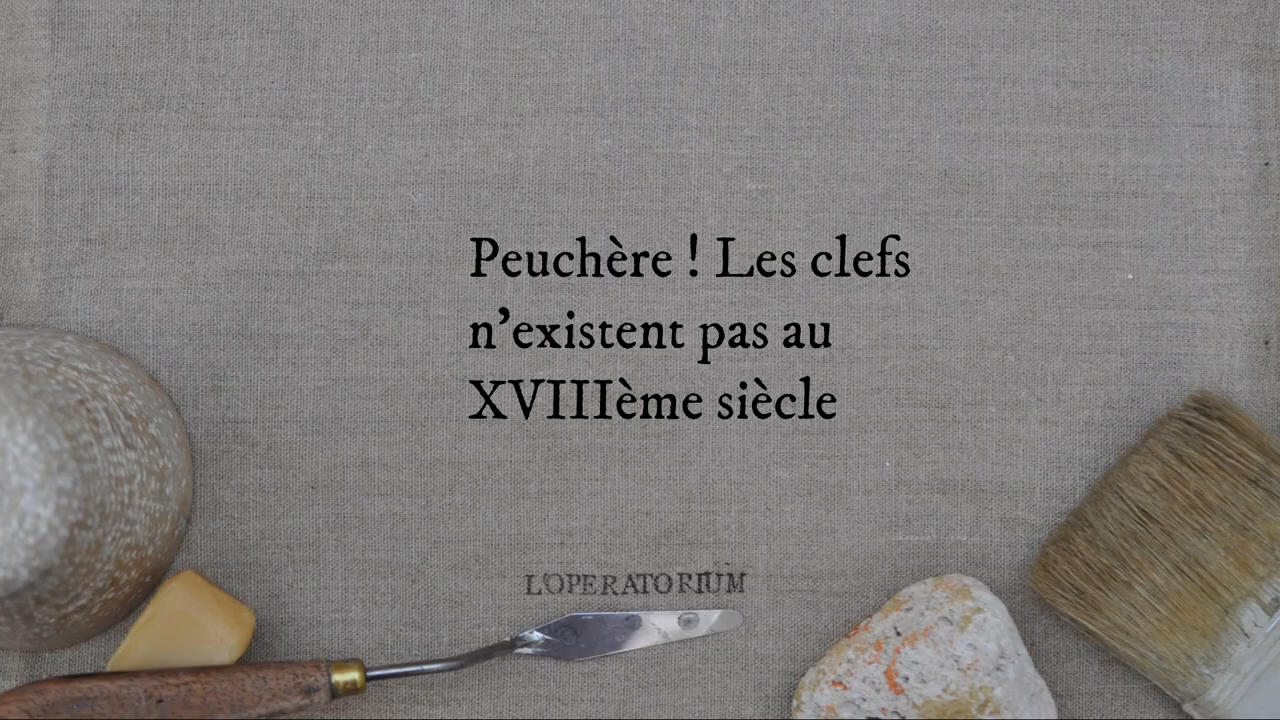 Peuchère ! Les clefs
n’existent pas au
XVIIIème siècle
L'OPERATORIUM